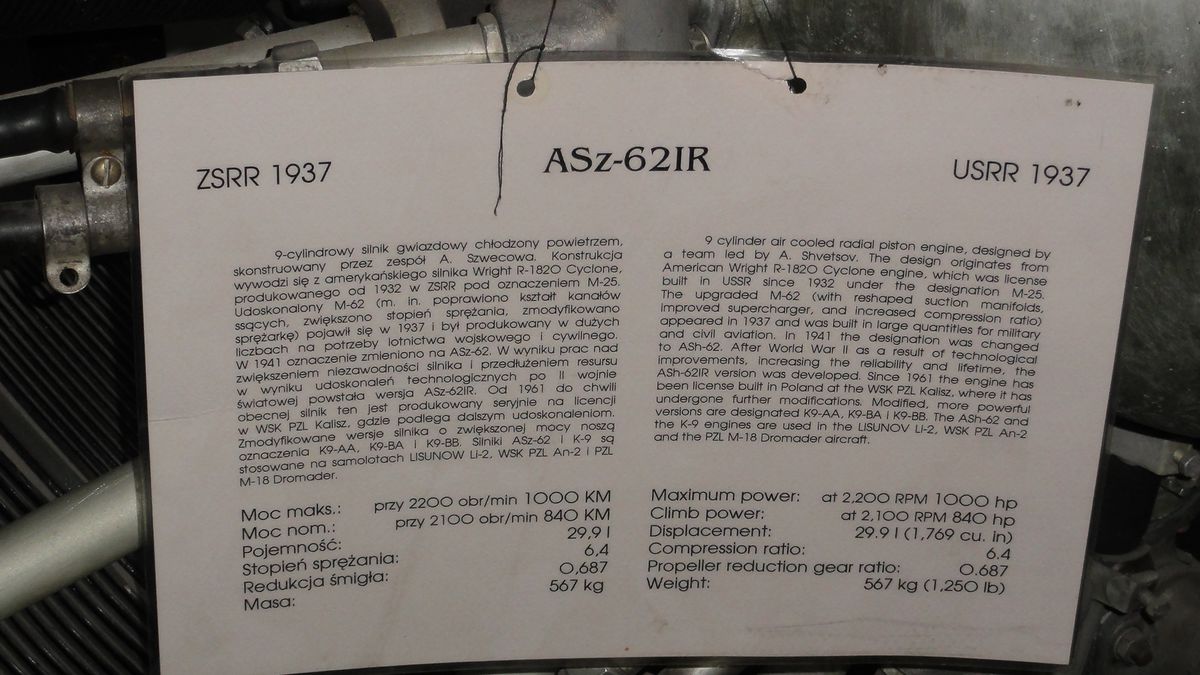 ASz-62IR
ZSRR 1937
USRR 1937
9-cylindrowy silnik gwiazdowy chłodzony powietrzem,
skonstruowany przez zespół A. Szwecowa. Konstrukcja
wywodzi się z amerykańskiego silnika Wright R-1820 Cyclone,
produkowanego od 1932 w ZSRR pod oznaczeniem M-25.
Udoskonalony M-62 (m. in. poprawiono kształt kanałów
ssących, zwiększono stopień sprężania, zmodyfikowano
sprężarkę) pojawił się w 1937 i był produkowany w dużych
liczbach na potrzeby lotnictwa wojskowego i cywilnego.
W 1941 oznaczenie zmieniono na ASz-62. W wyniku prac nad
zwiększeniem niezawodności silnika i przedłużeniem resursu
w wyniku udoskonaleń technologicznych po II wojnie
światowej powstała wersja ASz-62IR. Od 1961 do chwili
obecnej silnik ten jest produkowany seryjnie na licencji
w WSK PZL Kalisz, gdzie podlega dalszym udoskonaleniom.
Zmodyfikowane wersje silnika o zwiększonej mocy noszą
oznaczenia K9-AA, K9-BA i K9-BB. Silniki ASz-62 i K-9 są
stosowane na samolotach LISUNOW Li-2, WSK PZL An-2 i PZL
M-18 Dromader.
Moc maks.: przy 2200 obr/min 1000 KM
Moc nom.: przy 2100 obr/min 840 KM
Pojemność: 29,9 l
Stopień sprężania: 6,4
Redukcja śmigła: 0,687
Masa: 567 kg
9 cylinder air cooled radial piston engine, designed by
a team led by A. Shvetsov. The design originates from
American Wright R-1820 Cyclone engine, which was license
built in USSR since 1932 under the designation M-25.
The upgraded M-62 (with reshaped suction manifolds,
improved supercharger, and increased compression ratio)
appeared in 1937 and was built in large quantities for military
and civil aviation. In 1941 the designation was changed
to ASh-62. After World War II as a result of technological
improvements, increasing the reliability and lifetime, the
ASh-62IR version was developed. Since 1961 the engine has
been license built in Poland at the WSK PZL Kalisz, where it has
undergone further modifications. Modified, more powerful
versions are designated K9-AA, K9-BA i K9-BB. The ASh-62 and
the K-9 engines are used in the LISUNOV Li-2, WSK PZL An-2
and the PZL M-18 Dromader aircraft.
Maximum power: at 2,200 RPM 1000 hp
Climb power: at 2,100 RPM 840 hp
Displacement: 29.9 l (1,769 cu. in)
Compression ratio: 6.4
Propeller reduction gear ratio: 0.687
Weight: 567 kg (1,250 lb)